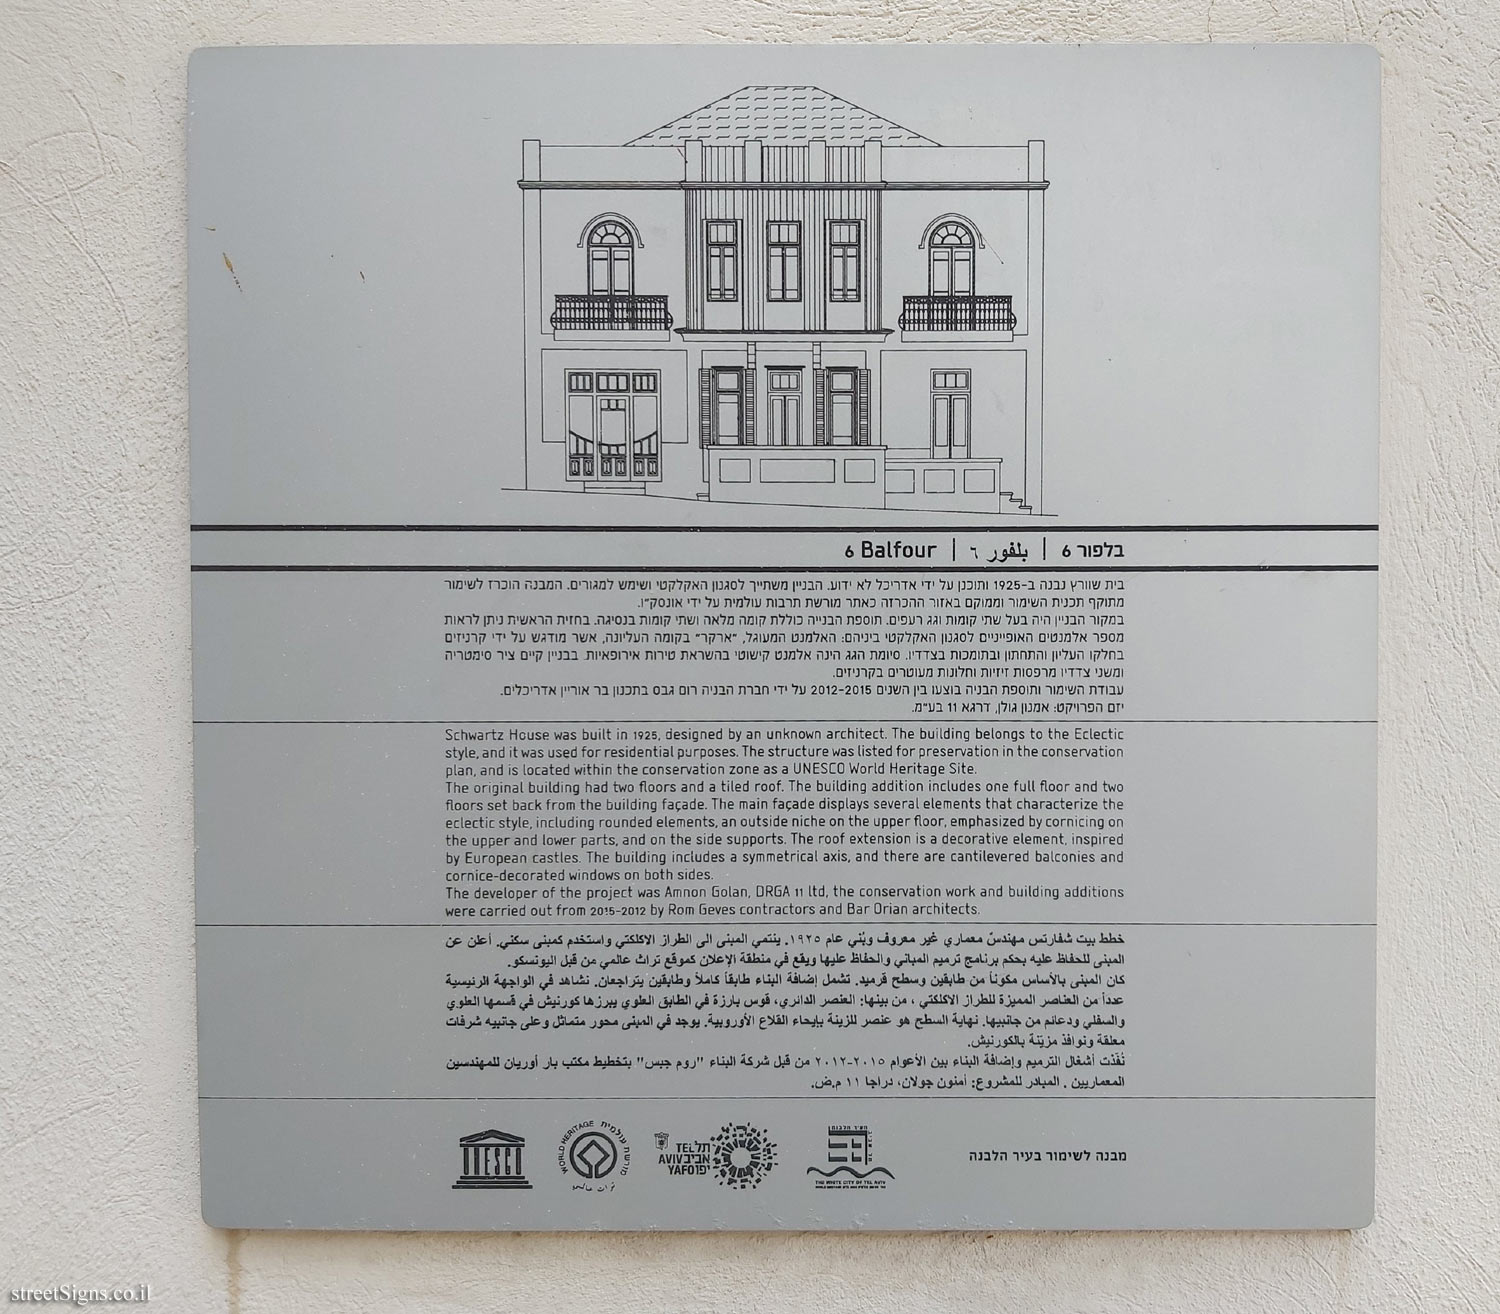 בלפור 6 | بلفور ٦ | 6 Balfour
בית שוורץ נבנה ב-1925 ותוכנן על ידי אדריכל לא ידוע. הבניין משתייך לסגנון האקלקטי ושימש למגורים. המבנה הוכרז לשימור
מתוקף תכנית השימור וממוקם באזור ההכרזה כאתר מורשת תרבות עולמית על ידי אונסק"ו.
במקור הבניין היה בעל שתי קומות וגג רעפים. תוספת הבנייה כוללת קומה מלאה ושתי קומות בנסיגה. בחזית הראשית ניתן לראות
מספר אלמנטים האופייניים לסגנון האקלקטי ביניהם: האלמנט המעוגל, "ארקר" בקומה העליונה, אשר מודגש על ידי קרניזים
בחלקו העליון והתחתון ובתומכות בצדדיו. סיומת הגג הינה אלמנט קישוטי בהשראת טירות אירופאיות. בבניין קיים ציר סימטריה
ומשני צדדיו מרפסות זיזיות וחלונות מעוטרים בקרניזים.
עבודת השימור ותוספת הבניה בוצעו בין השנים 2012-2015 על ידי חברת הבניה רום גבס בתכנון בר אוריין אדריכלים.
יזם הפרויקט: אמנון גולן, דרגא 11 בע"מ.
Schwartz House was built in 1925, designed by an unknown architect. The building belongs to the Eclectic
style, and it was used for residential purposes. The structure was listed for preservation in the conservation
plan, and is located within the conservation zone as a UNESCO World Heritage Site.
The original building had two floors and a tiled roof. The building addition includes one full floor and two
floors set back from the building façade. The main façade displays several elements that characterize the
eclectic style, including rounded elements, an outside niche on the upper floor, emphasized by cornicing on
the upper and lower parts, and on the side supports. The roof extension is a decorative element, inspired
by European castles. The building includes a symmetrical axis, and there are cantilevered balconies and
cornice-decorated windows on both sides.
The developer of the project was Amnon Golan, DRGA 11 ltd, the conservation work and building additions
were carried out from 2015-2012 by Rom Geves contractors and Bar Orian architects.
خطط بيت شفارتس مهندسٌ معماري غير معروف وبُني عام ١٩٢٥. ينتمي المبنى الى الطراز الاكلكتي واستخدم كمبنى سكني. أعلن عن
المبنى للحفاظ عليه بحكم برنامج ترميم المباني والحفاظ عليها ويقع في منطقة الإعلان كموقع تراث عالمي من قبل اليونسكو.
كان المبنى بالأساس مكوناً من طابقين وسطح قرميد. تشمل إضافة البناء طابقاً كاملاً وطابقين يتراجعان. نشاهد في الواجهة الرئيسية
عدداً من العناصر المميزة للطراز الاكلكتي ، من بينها: العنصر الدائري، قوس بارزة في الطابق العلوي يبرزها كورنيش في قسمها العلوي
والسفلي ودعائم من جانبيها. نهاية السطح هو عنصر للزينة بإيحاء القلاع الأوروبية. يوجد في المبنى محور متماثل وعلى جانبيه شرفات
معلقة ونوافذ مزيّنة بالكورنيش.
نُفّذت أشغال الترميم وإضافة البناء بين الأعوام ٢٠١٥-٢٠١٢ من قبل شركة البناء "روم جبس" بتخطيط مكتب بار أوريان للمهندسين
المعماريين . المبادر للمشروع: أمنون جولان، دراجا ١١ م.ض.
מבנה לשימור בעיר הלבנה
THE WHITE CITY OF TEL AVIV
תל אביב יפו
TEL AVIV YAFO
WORLD HERITAGE מורשת עולמית
UNESCO
streetSigns.co.il